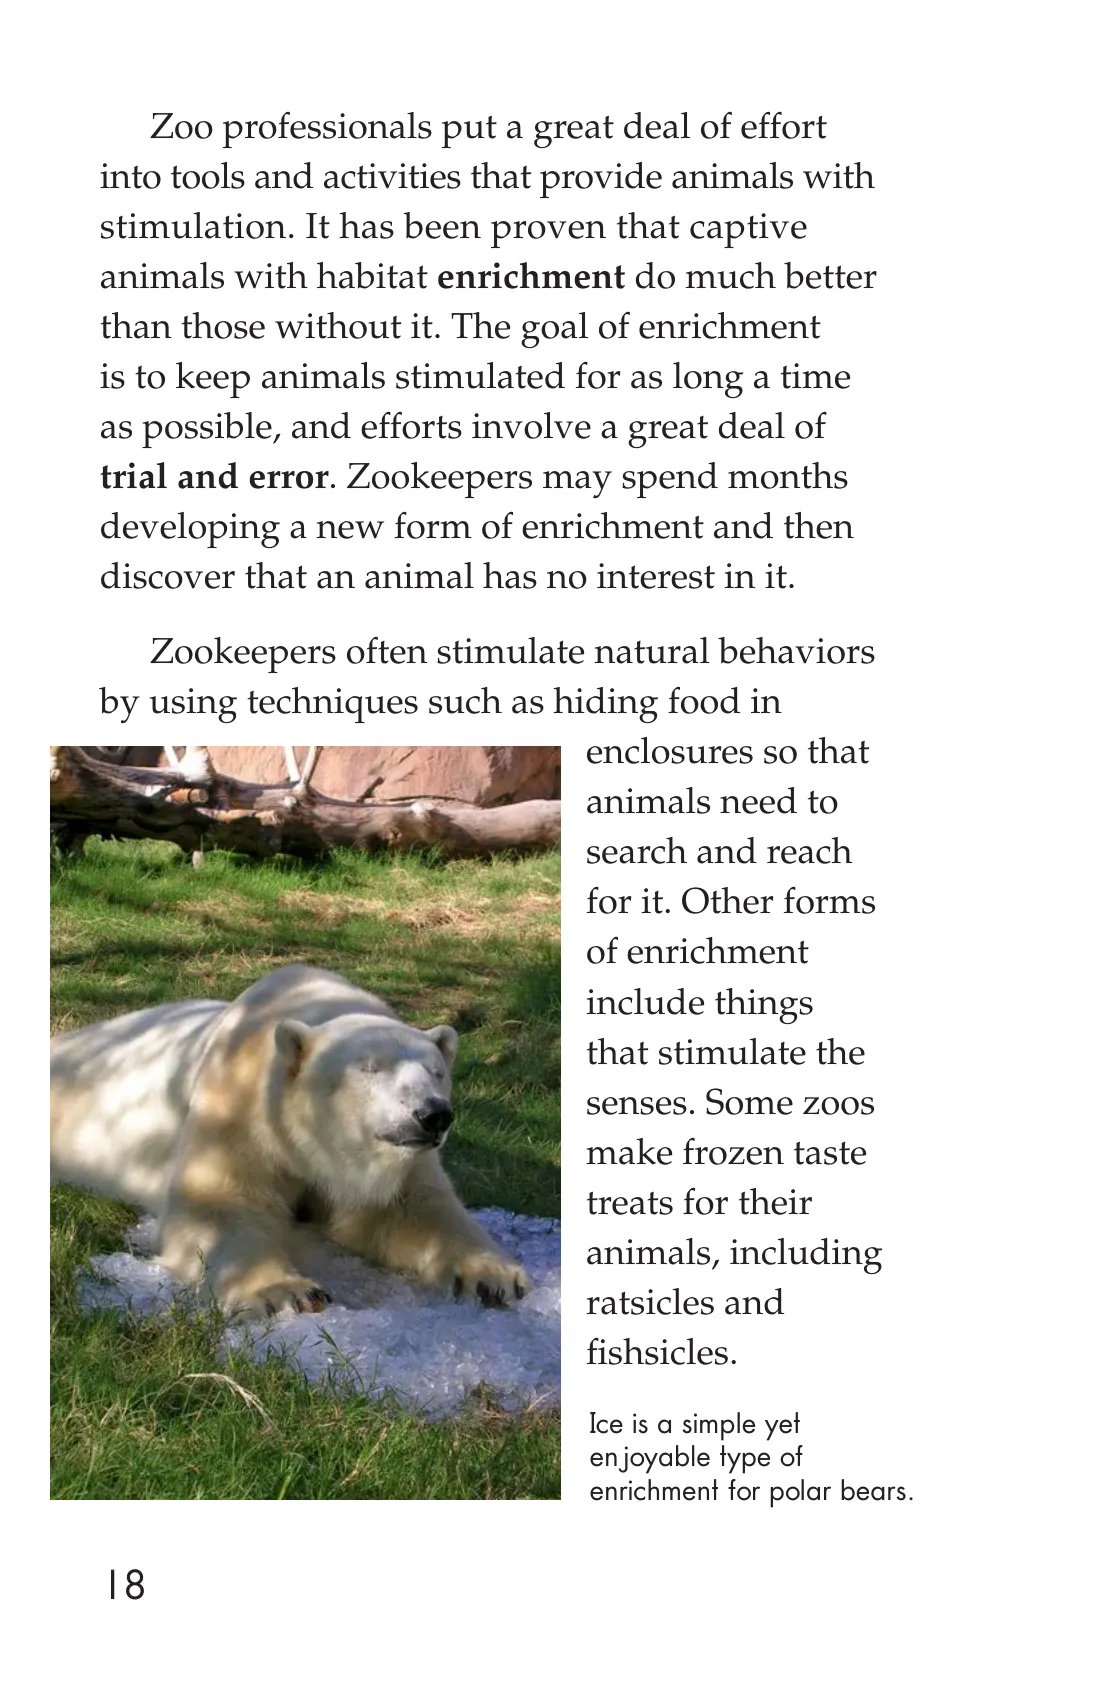 Zoo professionals put a great deal of effort
into tools and activities that provide animals with
stimulation. It has been proven that captive
animals with habitat enrichment do much better
than those without it. The goal of enrichment
is to keep animals stimulated for as long a time
as possible, and efforts involve a great deal of
trial and error. Zookeepers may spend months
developing a new form of enrichment and then
discover that an animal has no interest in it.
Zookeepers often stimulate natural behaviors
by using techniques such as hiding food in
enclosures so that
animals need to
search and reach
for it. Other forms
of enrichment
include things
that stimulate the
senses. Some zoos
make frozen taste
treats for their
animals, including
ratsicles and
fishsicles.
Ice is a simple yet
enjoyable type of
enrichment for polar bears.
18